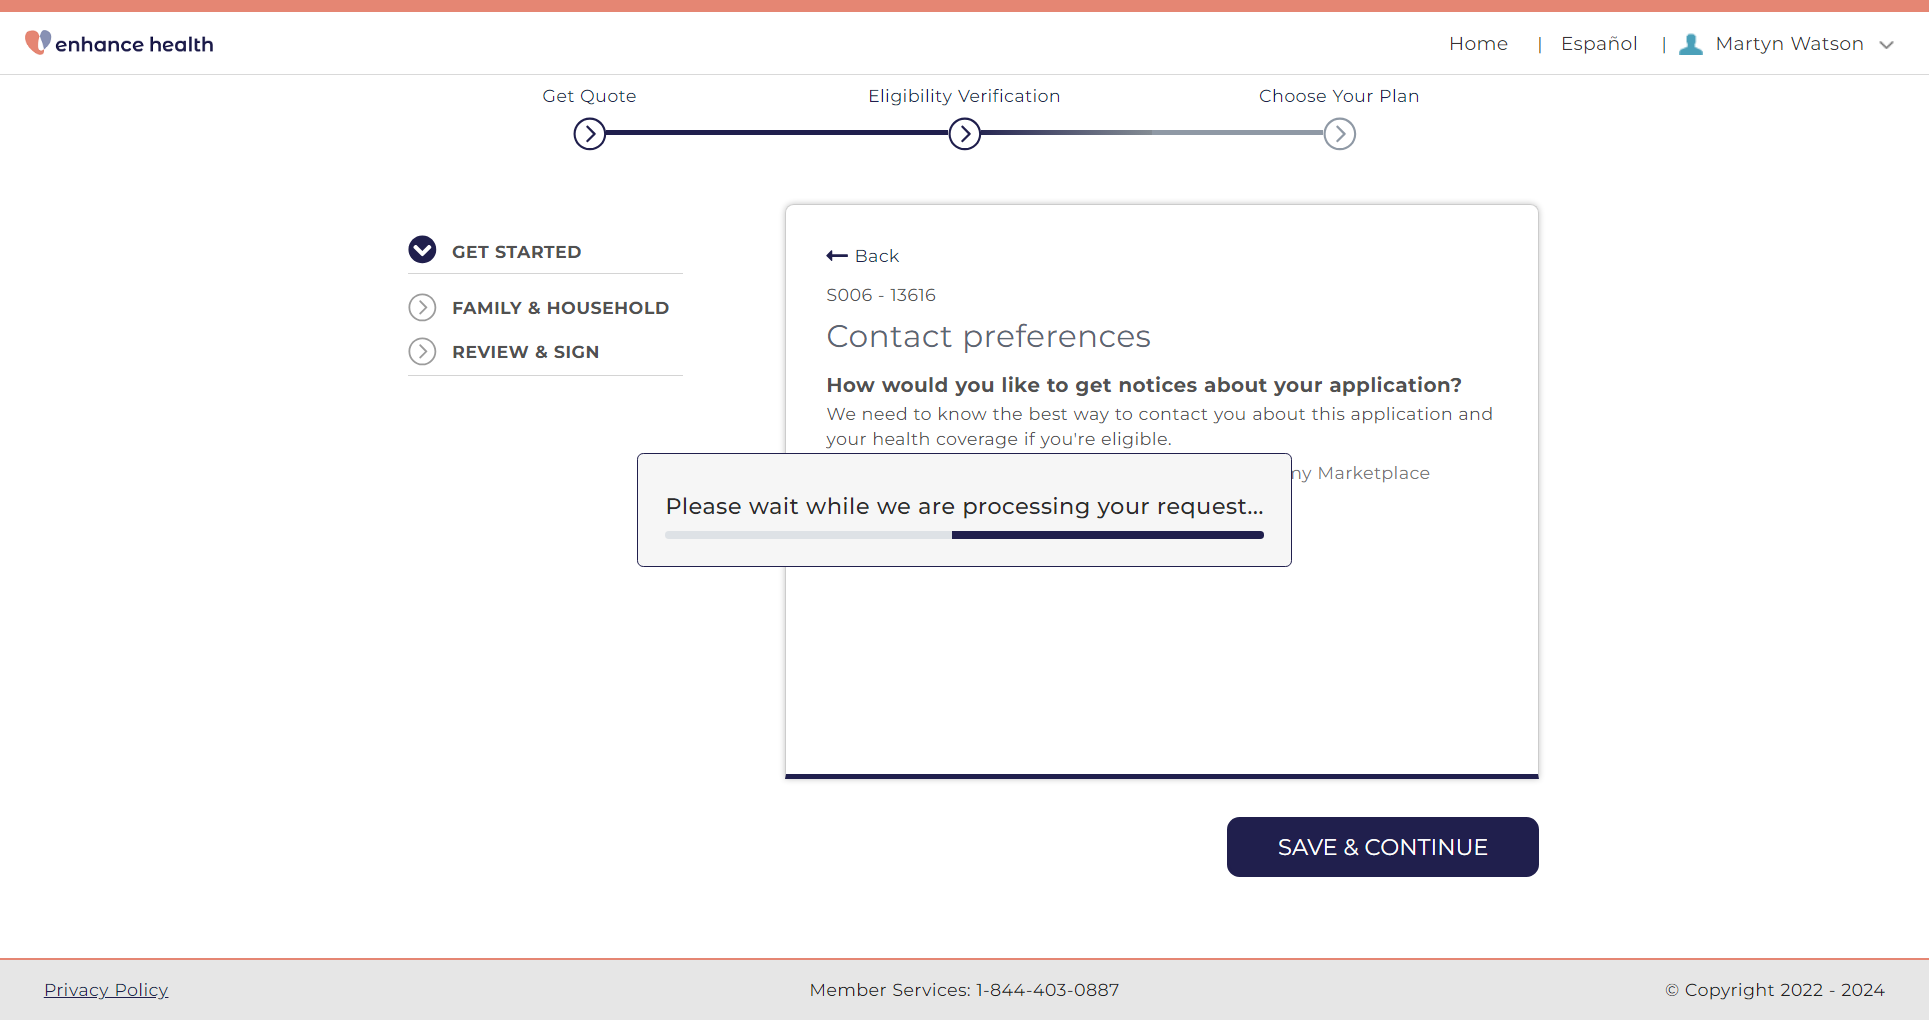 enhance health
Home | Español | Martyn Watson
Get Quote
Eligibility Verification
Choose Your Plan
GET STARTED
FAMILY & HOUSEHOLD
REVIEW & SIGN
Back
S006 - 13616
Contact preferences
How would you like to get notices about your application?
We need to know the best way to contact you about this application and
your health coverage if you're eligible.
my Marketplace
Please wait while we are processing your request...
SAVE & CONTINUE
Privacy Policy
Member Services: 1-844-403-0887
© Copyright 2022 - 2024